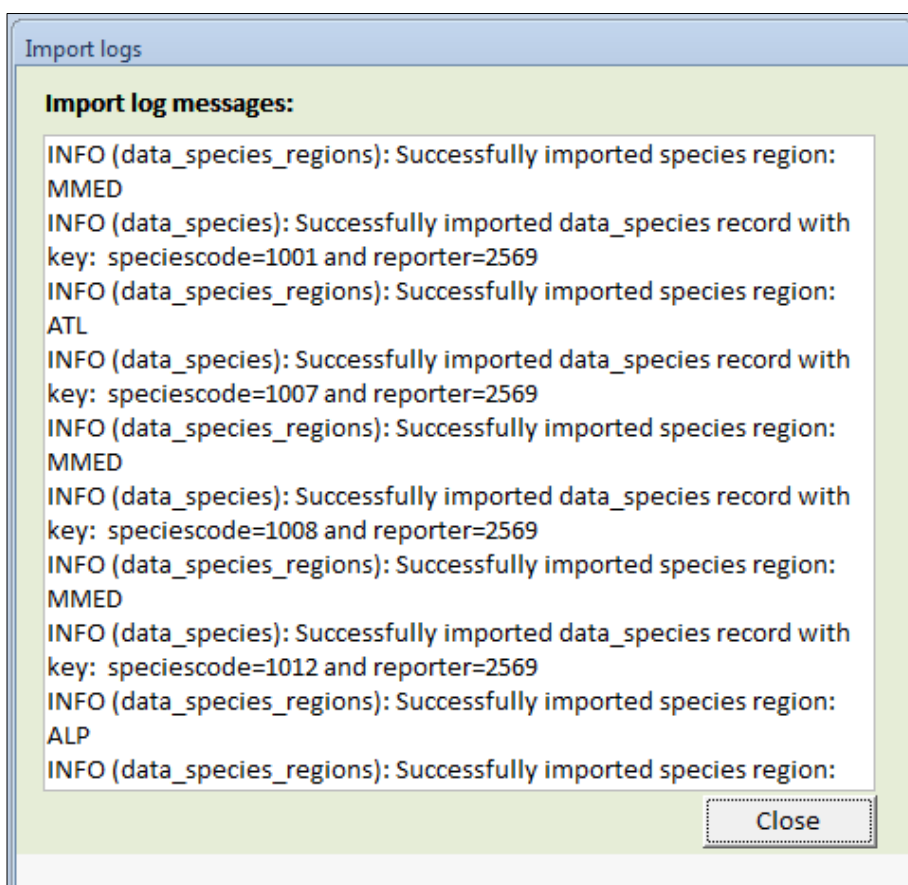 Import logs
Import log messages:
INFO (data_species_regions): Successfully imported species region:
MMED
INFO (data_species): Successfully imported data_species record with
key:  speciescode=1001 and reporter=2569
INFO (data_species_regions): Successfully imported species region:
ATL
INFO (data_species): Successfully imported data_species record with
key:  speciescode=1007 and reporter=2569
INFO (data_species_regions): Successfully imported species region:
MMED
INFO (data_species): Successfully imported data_species record with
key:  speciescode=1008 and reporter=2569
INFO (data_species_regions): Successfully imported species region:
MMED
INFO (data_species): Successfully imported data_species record with
key:  speciescode=1012 and reporter=2569
INFO (data_species_regions): Successfully imported species region:
ALP
INFO (data_species_regions): Successfully imported species region:
Close